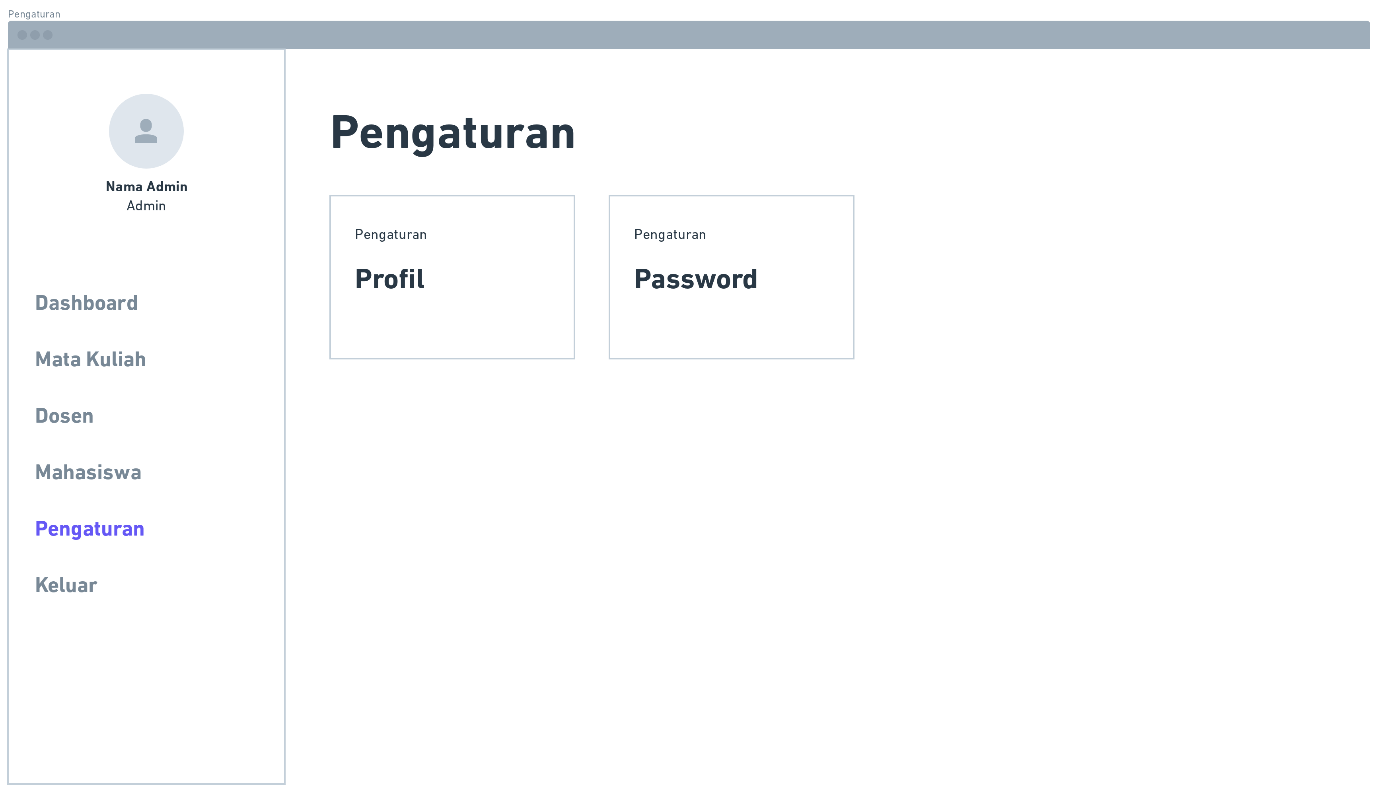 Pengaturan
Nama Admin
Admin
Dashboard
Mata Kuliah
Dosen
Mahasiswa
Pengaturan
Keluar
Pengaturan
Pengaturan
Profil
Pengaturan
Password